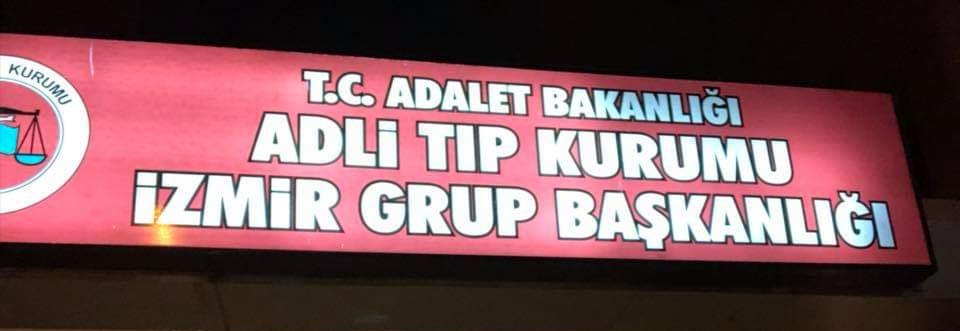 KURUMU
T.C. ADALET BAKANLIĞI
ADLİ TIP KURUMU
İZMİR GRUP BAŞKANLIĞI